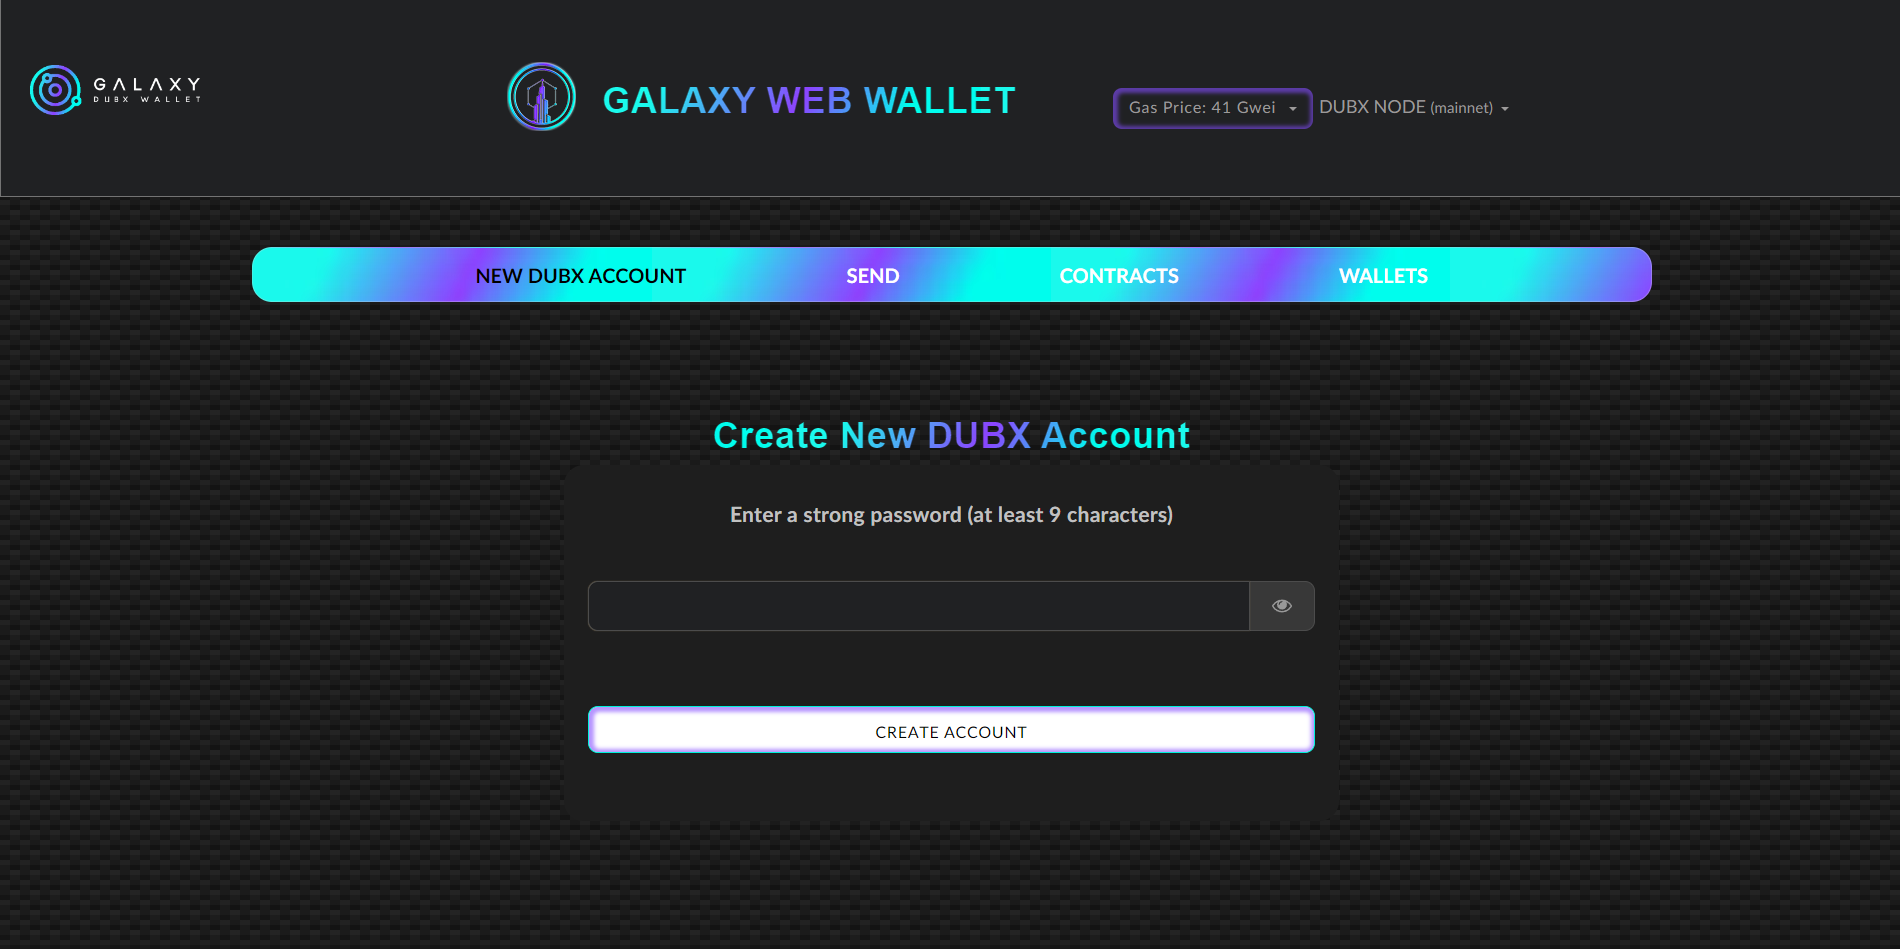 GALAXY
DUBX WALLET
GALAXY WEB WALLET
Gas Price: 41 Gwei
DUBX NODE (mainnet)
NEW DUBX ACCOUNT
SEND
CONTRACTS
WALLETS
Create New DUBX Account
Enter a strong password (at least 9 characters)
CREATE ACCOUNT